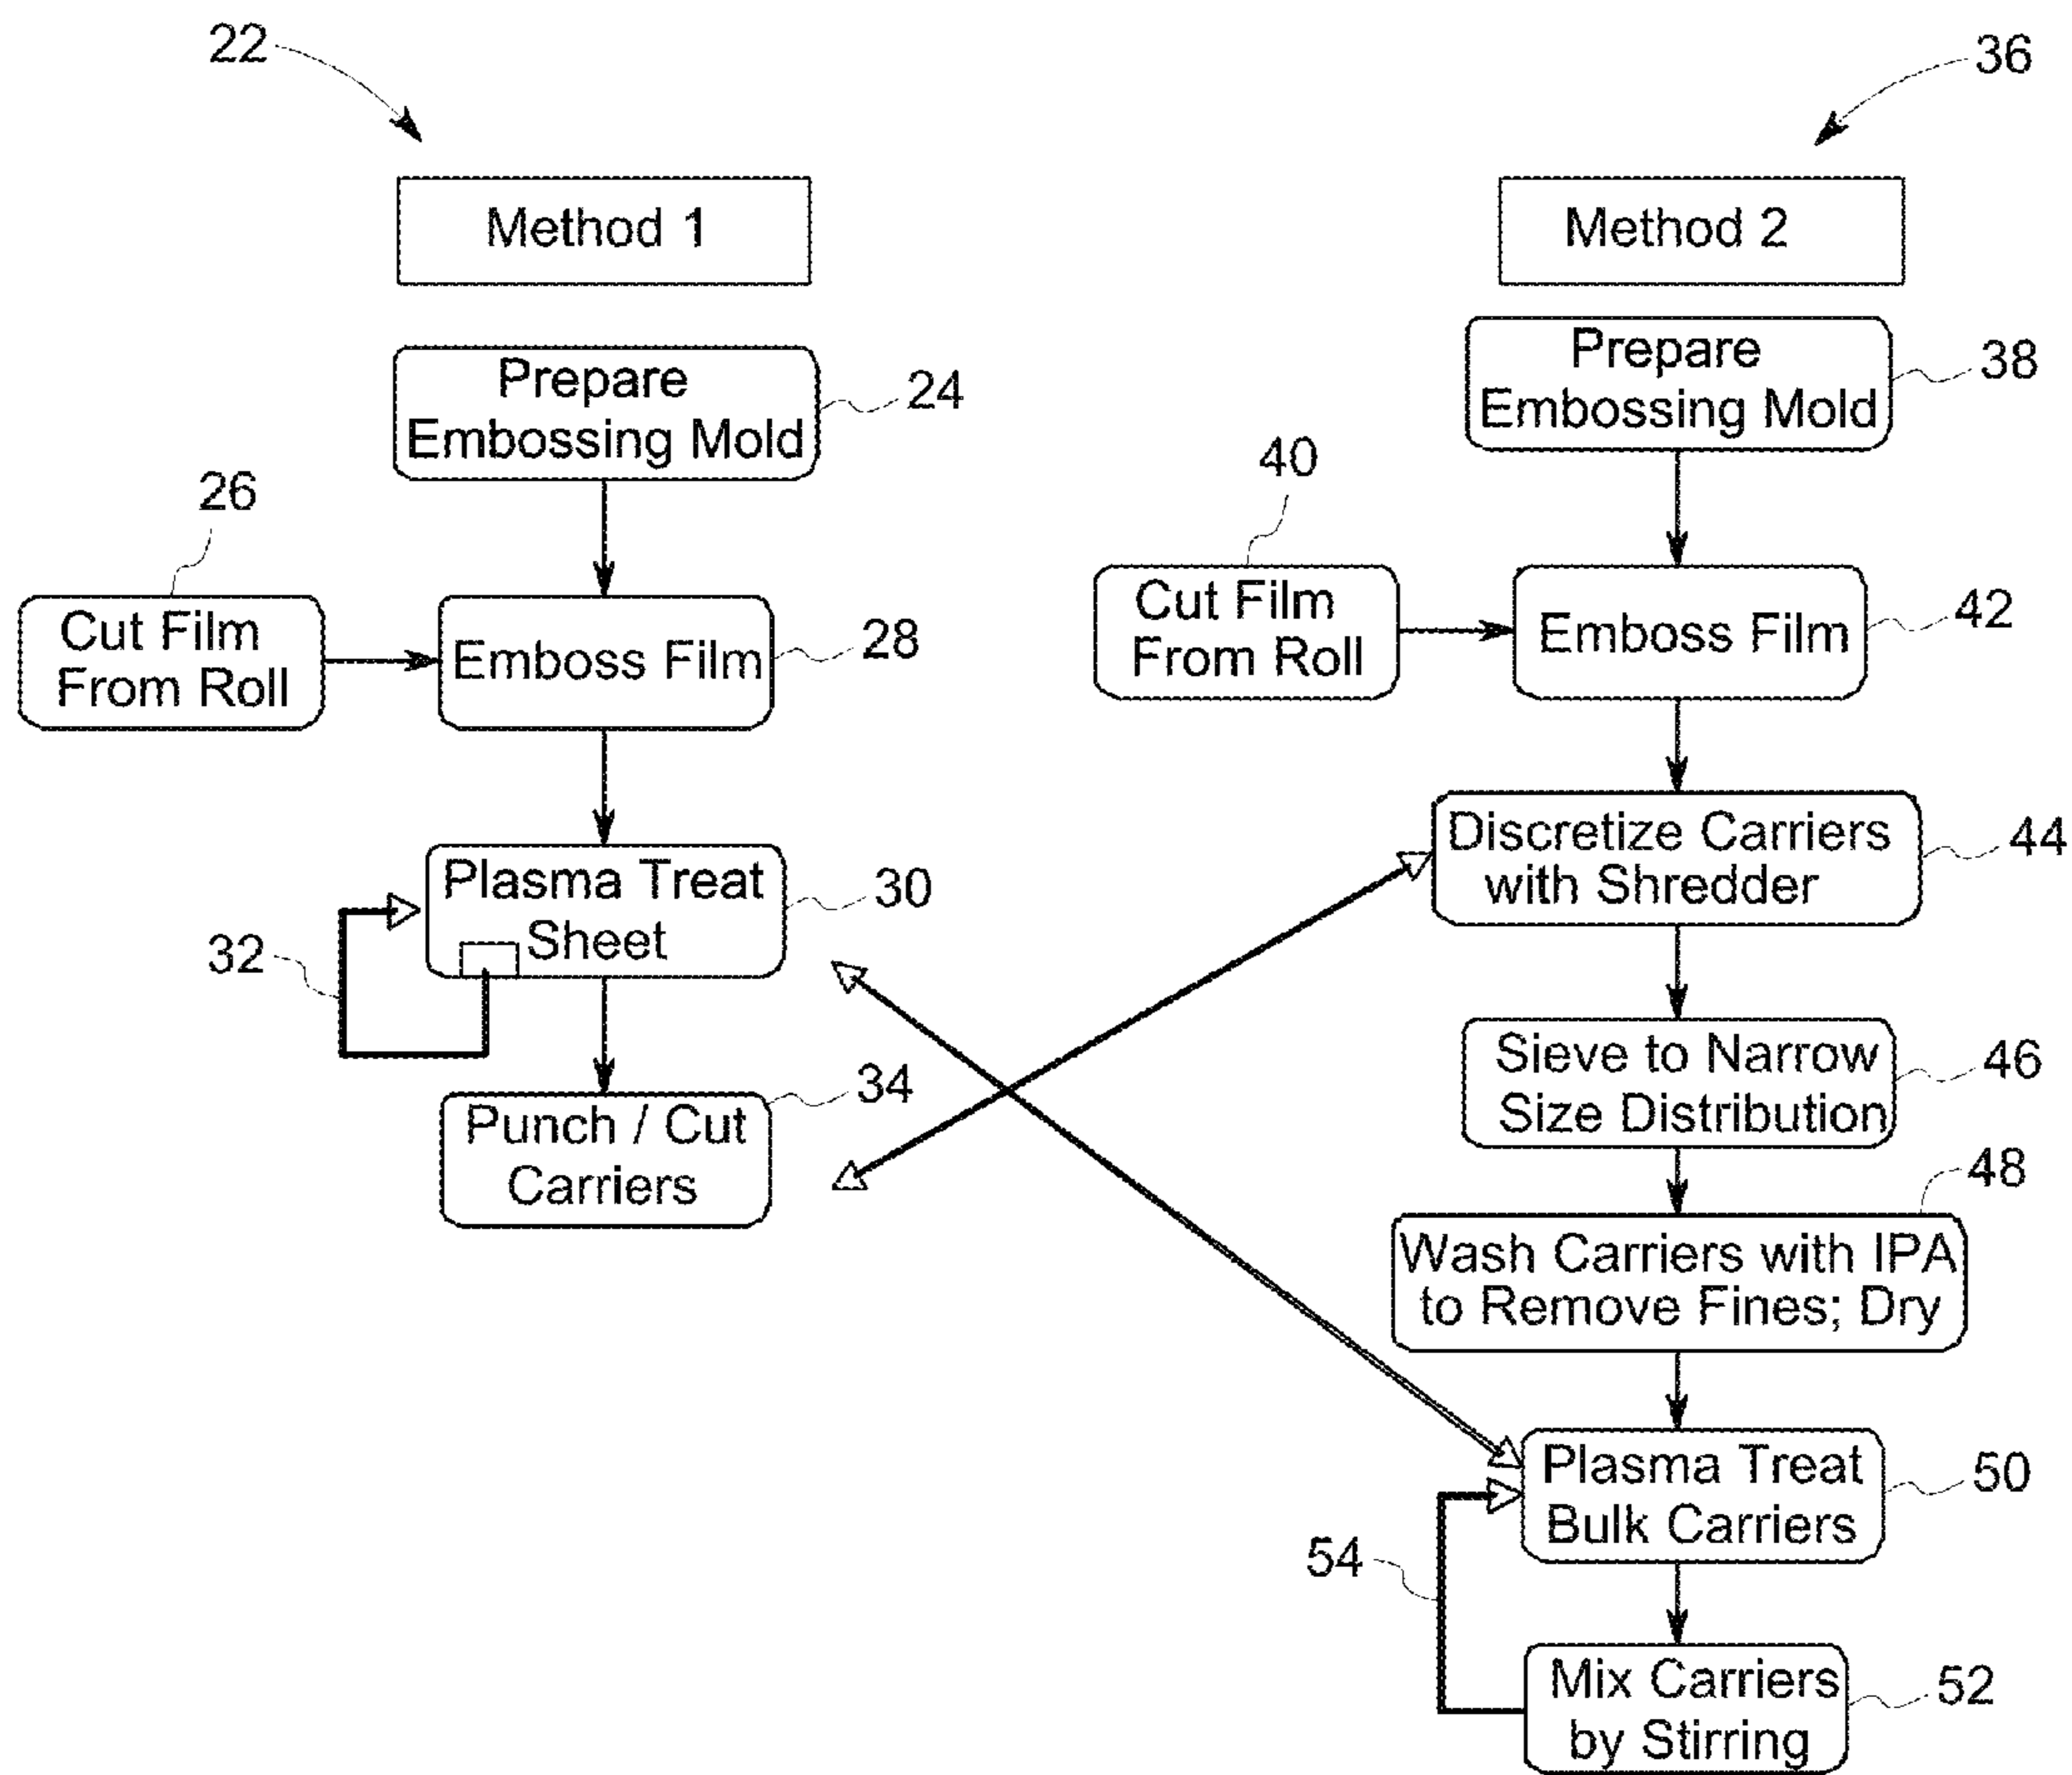 22
36
Method 1
Method 2
Prepare
Embossing Mold
24
Prepare
Embossing Mold
38
26
40
Cut Film
From Roll
Emboss Film
28
Cut Film
From Roll
Emboss Film
42
Plasma Treat
Sheet
30
32
Discretize Carriers
with Shredder
44
Punch / Cut
Carriers
34
Sieve to Narrow
Size Distribution
46
48
Wash Carriers with IPA
to Remove Fines; Dry
Plasma Treat
Bulk Carriers
50
54
Mix Carriers
by Stirring
52